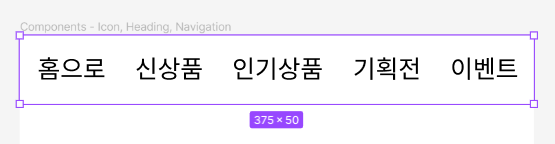 Components - Icon, Heading, Navigation
홈으로 신상품 인기상품 기획전 이벤트
375 × 50